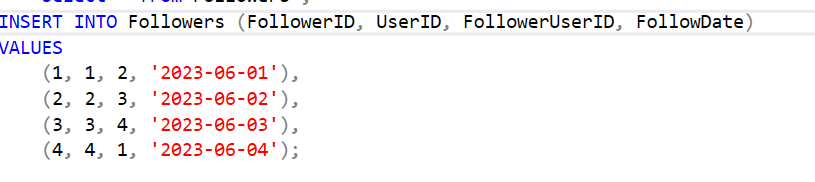 INSERT INTO Followers (FollowerID, UserID, FollowerUserID, FollowDate)
VALUES
    (1, 1, 2, '2023-06-01'),
    (2, 2, 3, '2023-06-02'),
    (3, 3, 4, '2023-06-03'),
    (4, 4, 1, '2023-06-04');